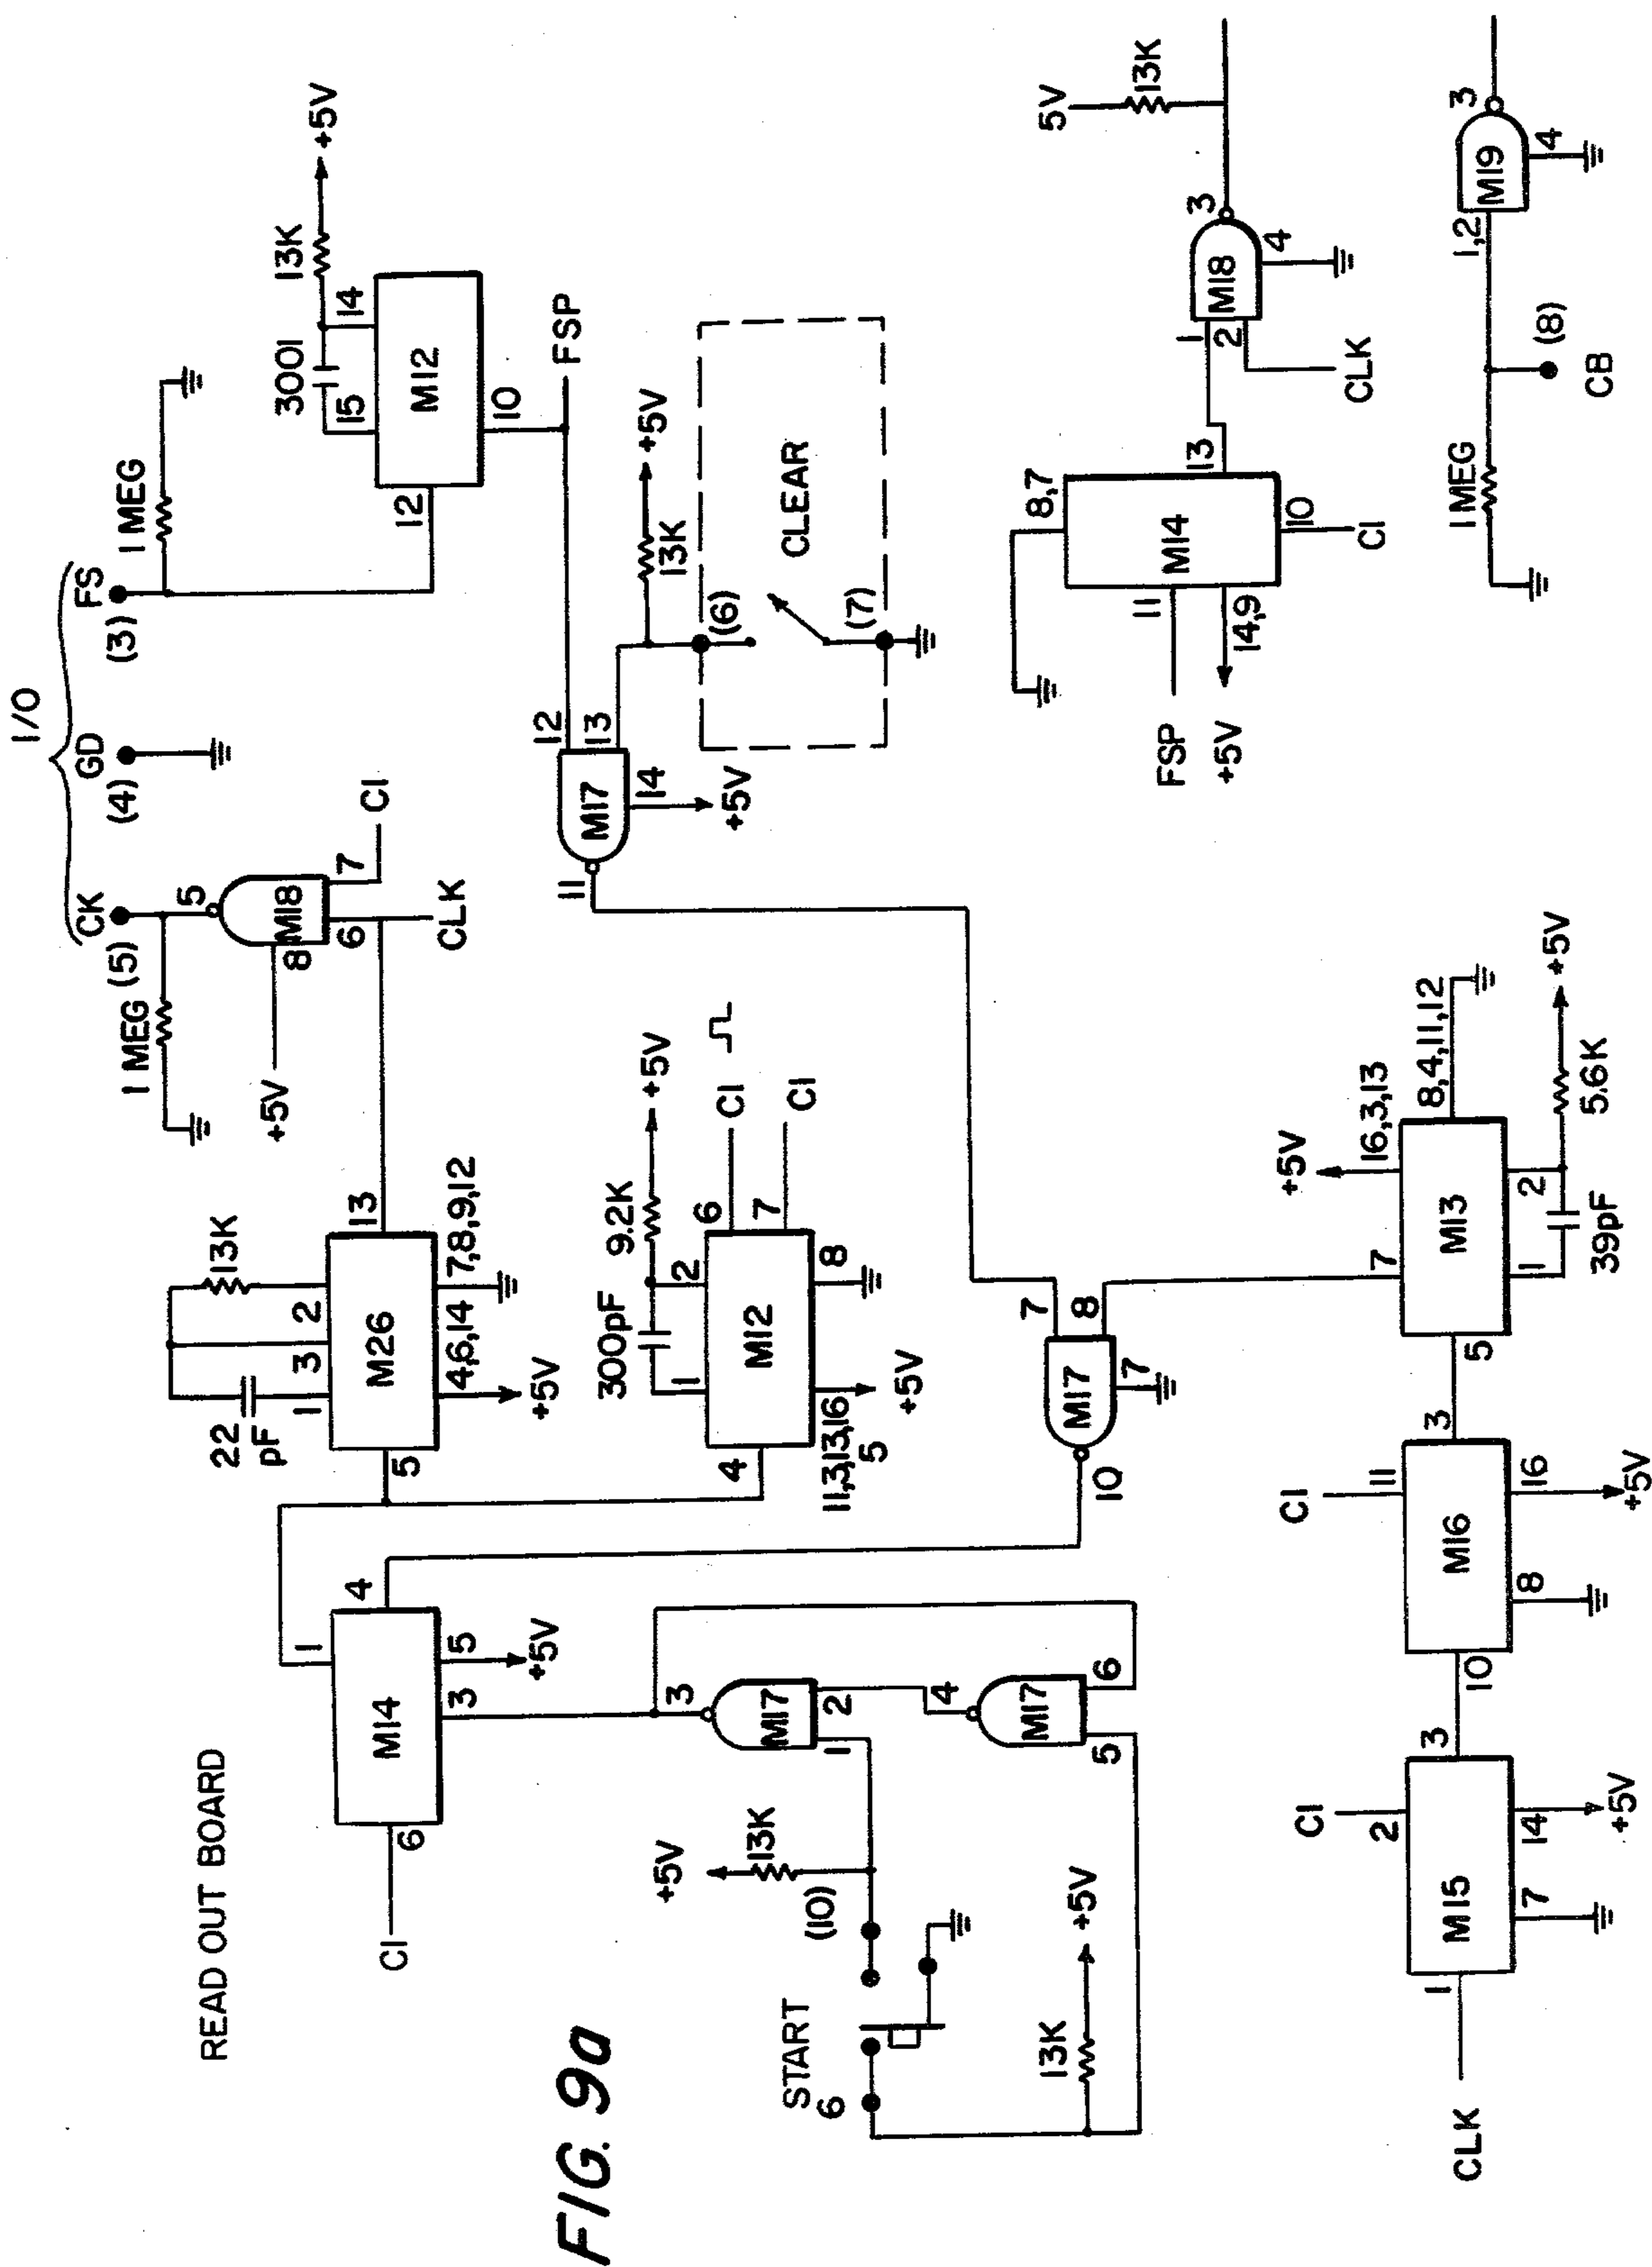 READ OUT BOARD
FIG. 9a
I/O
CK
GD
FS
(5)
(4)
(3)
1 MEG
1 MEG
5
M18
8
6
7
+5V
CLK
CI
12
M12
15
14
3001
13K
+5V
10
FSP
22
pF
13K
1
3
2
M26
13
5
4,6,14
7,8,9,12
+5V
300pF
9.2K
+5V
1
2
M12
4
6
7
CI
CI
11,3,13,16
5
8
+5V
12
13
M17
11
14
+5V
13K
+5V
(6)
CLEAR
(7)
CI
6
M14
1
4
5
+5V
3
3
M17
1
2
4
M17
5
6
+5V
13K
(10)
START
6
13K
+5V
7
8
M17
10
7
5V
13K
8,7
M14
11
FSP
14,9
+5V
13
10
CI
1
2
M18
3
4
CLK
1 MEG
(8)
CB
1,2
M19
3
4
CLK
1
M15
CI
2
3
7
14
+5V
10
M16
CI
11
3
8
16
+5V
5
M13
7
+5V
16,3,13
8,4,11,12
1
2
39pF
5.6K
+5V